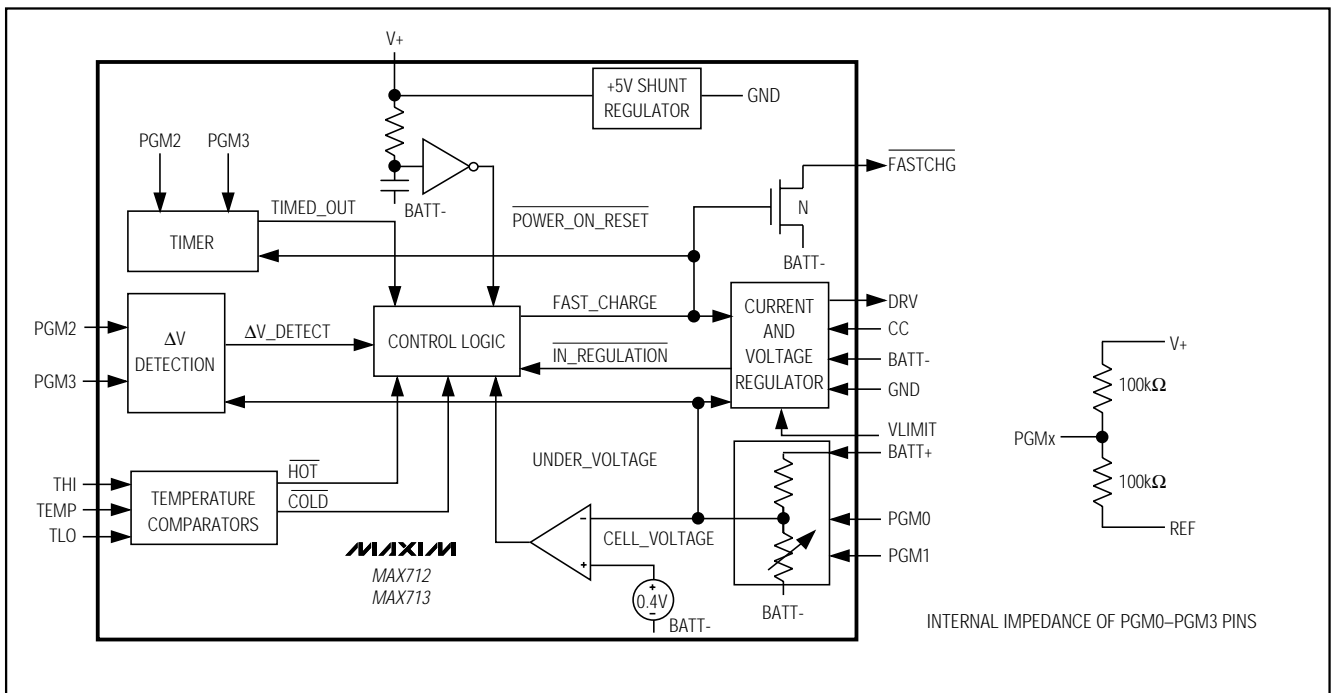 V+
+5V SHUNT
REGULATOR
GND
PGM2
PGM3
FASTCHG
N
BATT-
TIMED_OUT
BATT-
POWER_ON_RESET
TIMER
FAST_CHARGE
CURRENT
AND
VOLTAGE
REGULATOR
DRV
CC
BATT-
GND
PGM2
PGM3
ΔV
DETECTION
ΔV_DETECT
CONTROL LOGIC
IN_REGULATION
VLIMIT
BATT+
V+
100kΩ
PGMx
100kΩ
REF
UNDER_VOLTAGE
THI
TEMP
TLO
TEMPERATURE
COMPARATORS
HOT
COLD
-
+
CELL_VOLTAGE
PGM0
PGM1
MAXIM
MAX712
MAX713
+
0.4V
-
BATT-
BATT-
INTERNAL IMPEDANCE OF PGM0–PGM3 PINS